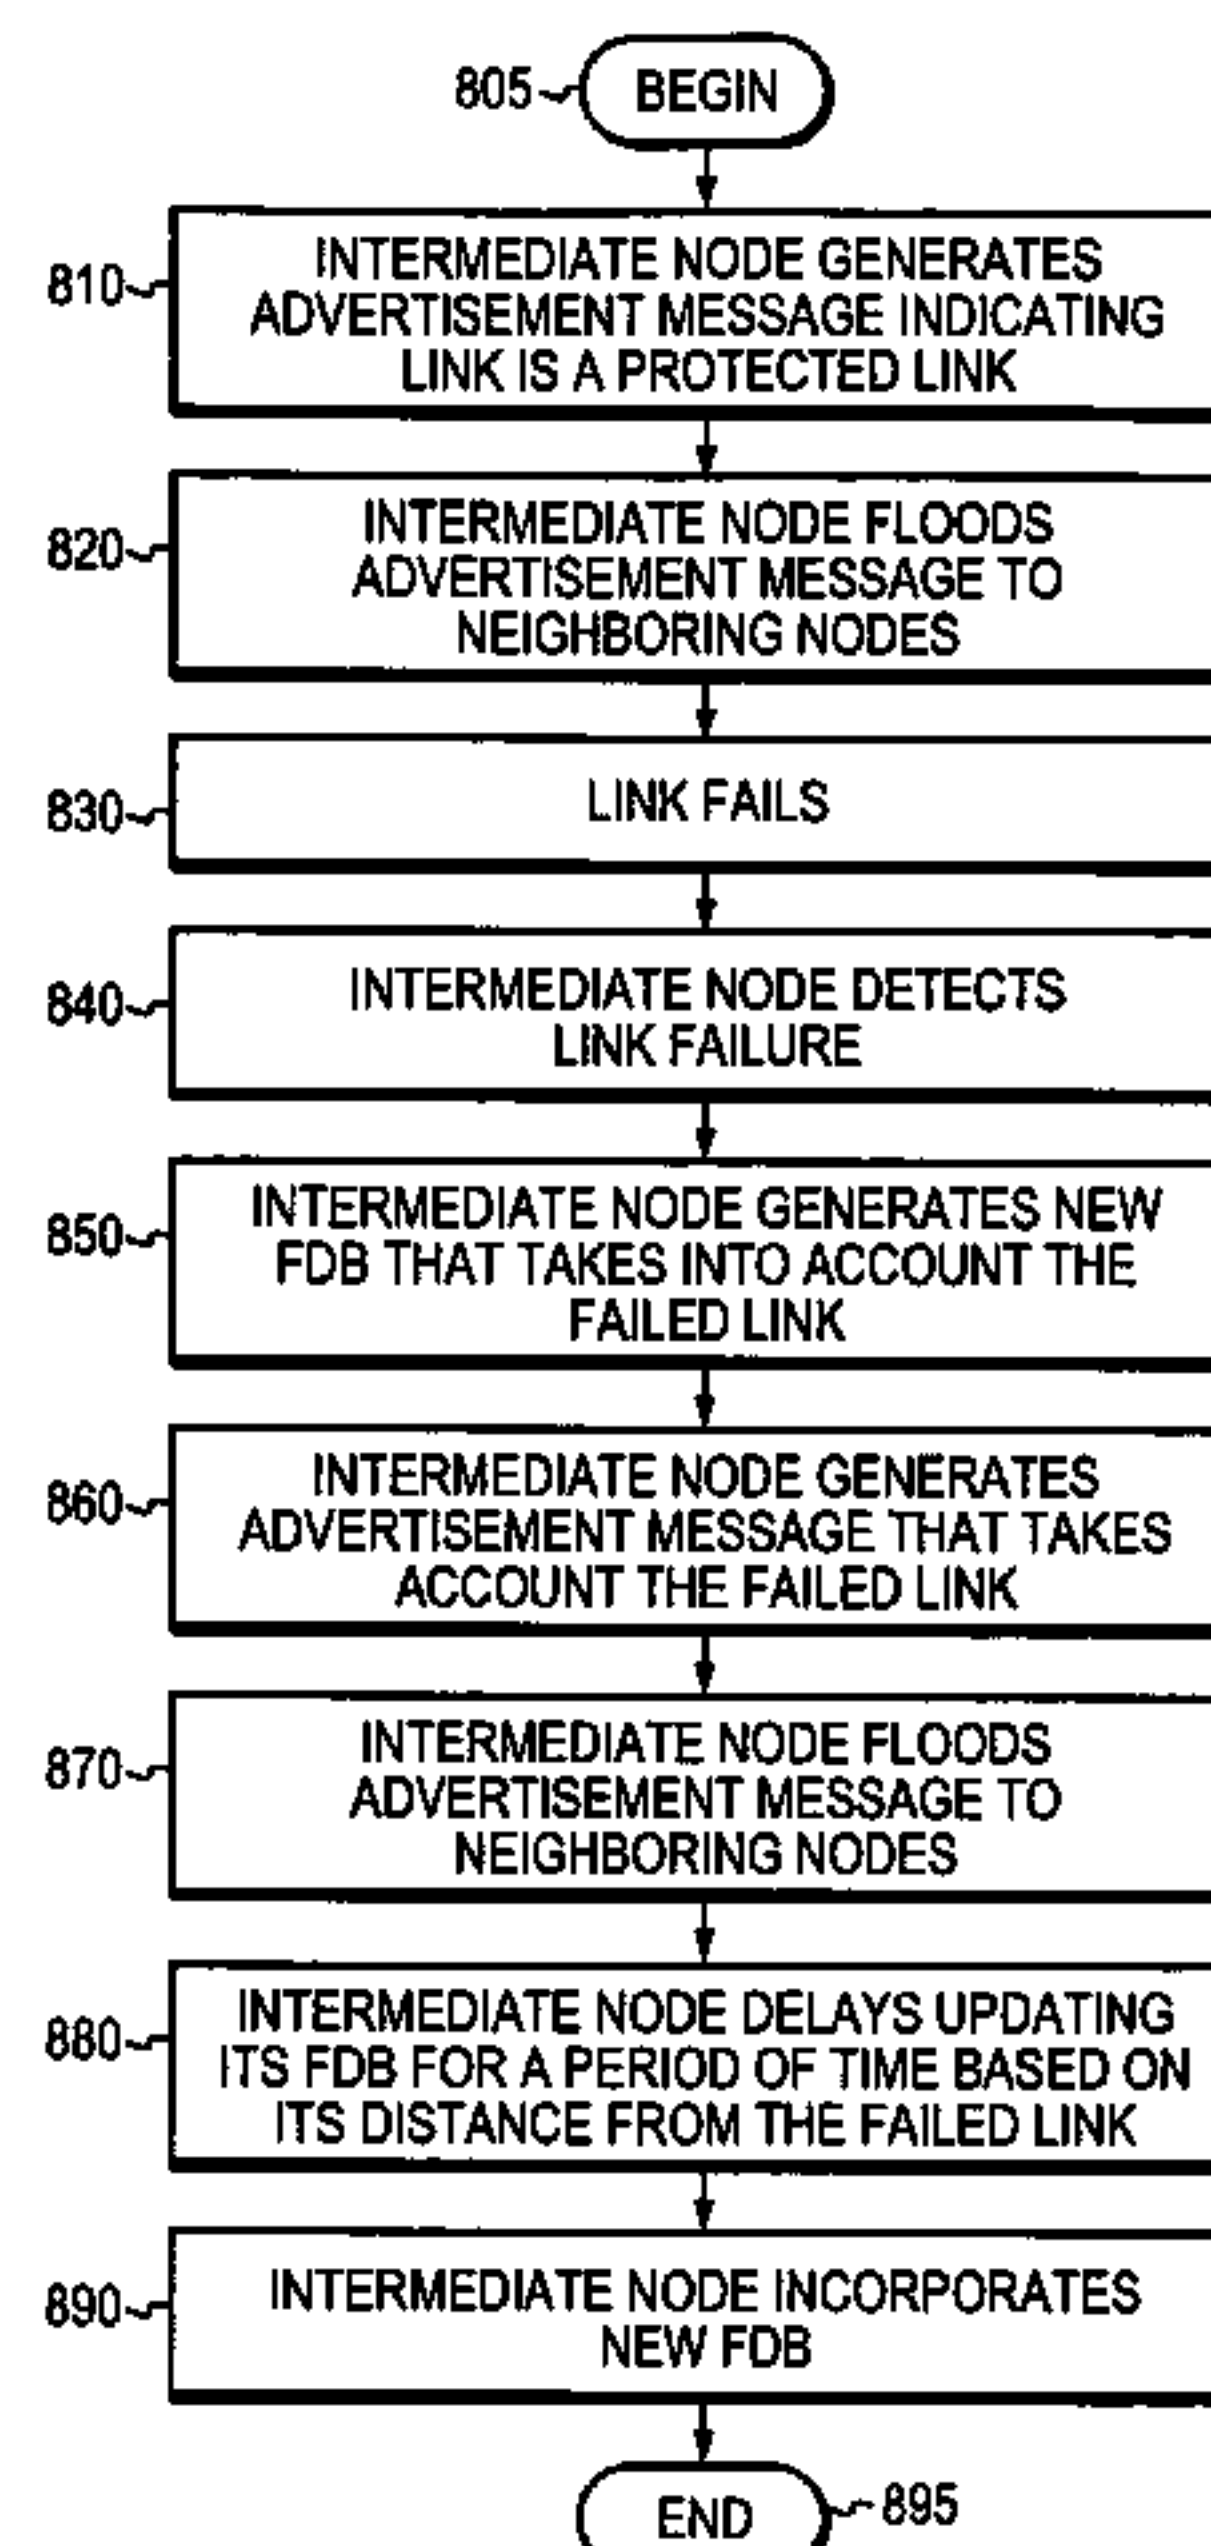 805
BEGIN
810
INTERMEDIATE NODE GENERATES
ADVERTISEMENT MESSAGE INDICATING
LINK IS A PROTECTED LINK
820
INTERMEDIATE NODE FLOODS
ADVERTISEMENT MESSAGE TO
NEIGHBORING NODES
830
LINK FAILS
840
INTERMEDIATE NODE DETECTS
LINK FAILURE
850
INTERMEDIATE NODE GENERATES NEW
FDB THAT TAKES INTO ACCOUNT THE
FAILED LINK
860
INTERMEDIATE NODE GENERATES
ADVERTISEMENT MESSAGE THAT TAKES
ACCOUNT THE FAILED LINK
870
INTERMEDIATE NODE FLOODS
ADVERTISEMENT MESSAGE TO
NEIGHBORING NODES
880
INTERMEDIATE NODE DELAYS UPDATING
ITS FDB FOR A PERIOD OF TIME BASED ON
ITS DISTANCE FROM THE FAILED LINK
890
INTERMEDIATE NODE INCORPORATES
NEW FDB
END
895